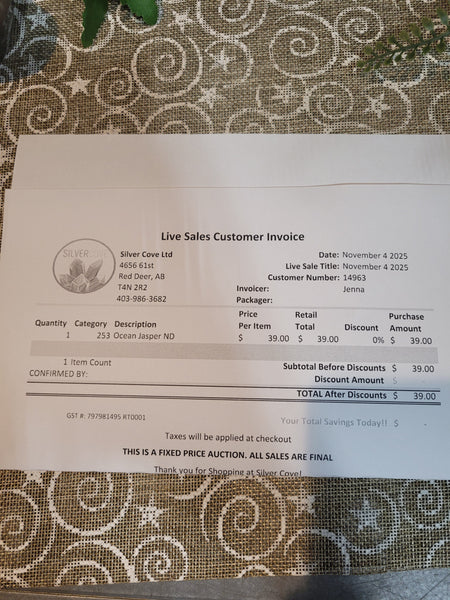 Live Sales Customer Invoice
SILVER COVE
Silver Cove Ltd
4656 61st
Red Deer, AB
T4N 2R2
403-986-3682
Date: November 4 2025
Live Sale Title: November 4 2025
Customer Number: 14963
Invoicer: Jenna
Packager:
Quantity Category Description Price Per Item Retail Total Discount Purchase Amount
1 253 Ocean Jasper ND $ 39.00 $ 39.00 0% $ 39.00
1 Item Count
CONFIRMED BY:
Subtotal Before Discounts $ 39.00
Discount Amount $ -
TOTAL After Discounts $ 39.00
GST #: 797981495 RT0001
Your Total Savings Today!! $ -
Taxes will be applied at checkout
THIS IS A FIXED PRICE AUCTION. ALL SALES ARE FINAL
Thank you for Shopping at Silver Cove!